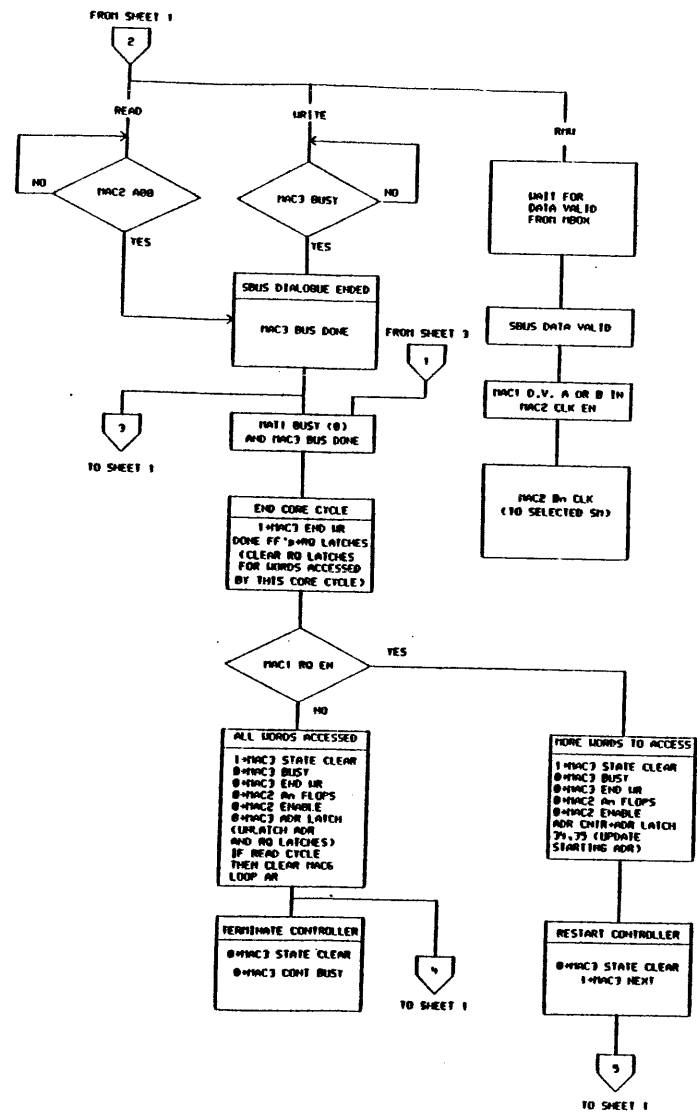 FROM SHEET 1
2
READ
WRITE
RMW
NO
MAC2 A00
YES
MAC3 BUSY
NO
YES
WAIT FOR
DATA VALID
FROM MBOX
SBUS DIALOGUE ENDED
MAC3 BUS DONE
SBUS DATA VALID
FROM SHEET 3
1
3
TO SHEET 1
MAT1 BUSY (0)
AND MAC3 BUS DONE
MAC1 D.V. A OR B IN
MAC2 CLK EN
MAC2 Bn CLK
(TO SELECTED SM)
END CORE CYCLE
1→MAC3 END WR
DONE FF's→RQ LATCHES
(CLEAR RQ LATCHES
FOR WORDS ACCESSED
BY THIS CORE CYCLE)
MAC1 RQ EN
YES
NO
ALL WORDS ACCESSED
1→MAC3 STATE CLEAR
0→MAC3 BUSY
0→MAC3 END WR
0→MAC2 An FLOPS
0→MAC2 ENABLE
0→MAC3 ADR LATCH
(UNLATCH ADR
AND RQ LATCHES)
IF READ CYCLE
THEN CLEAR MAC6
LOOP AR
MORE WORDS TO ACCESS
1→MAC3 STATE CLEAR
0→MAC3 BUSY
0→MAC3 END WR
0→MAC2 An FLOPS
0→MAC2 ENABLE
ADR CNTR→ADR LATCH
34,35 (UPDATE
STARTING ADR)
TERMINATE CONTROLLER
0→MAC3 STATE CLEAR
0→MAC3 CONT BUSY
4
TO SHEET 1
RESTART CONTROLLER
0→MAC3 STATE CLEAR
1→MAC3 NEXT
5
TO SHEET 1